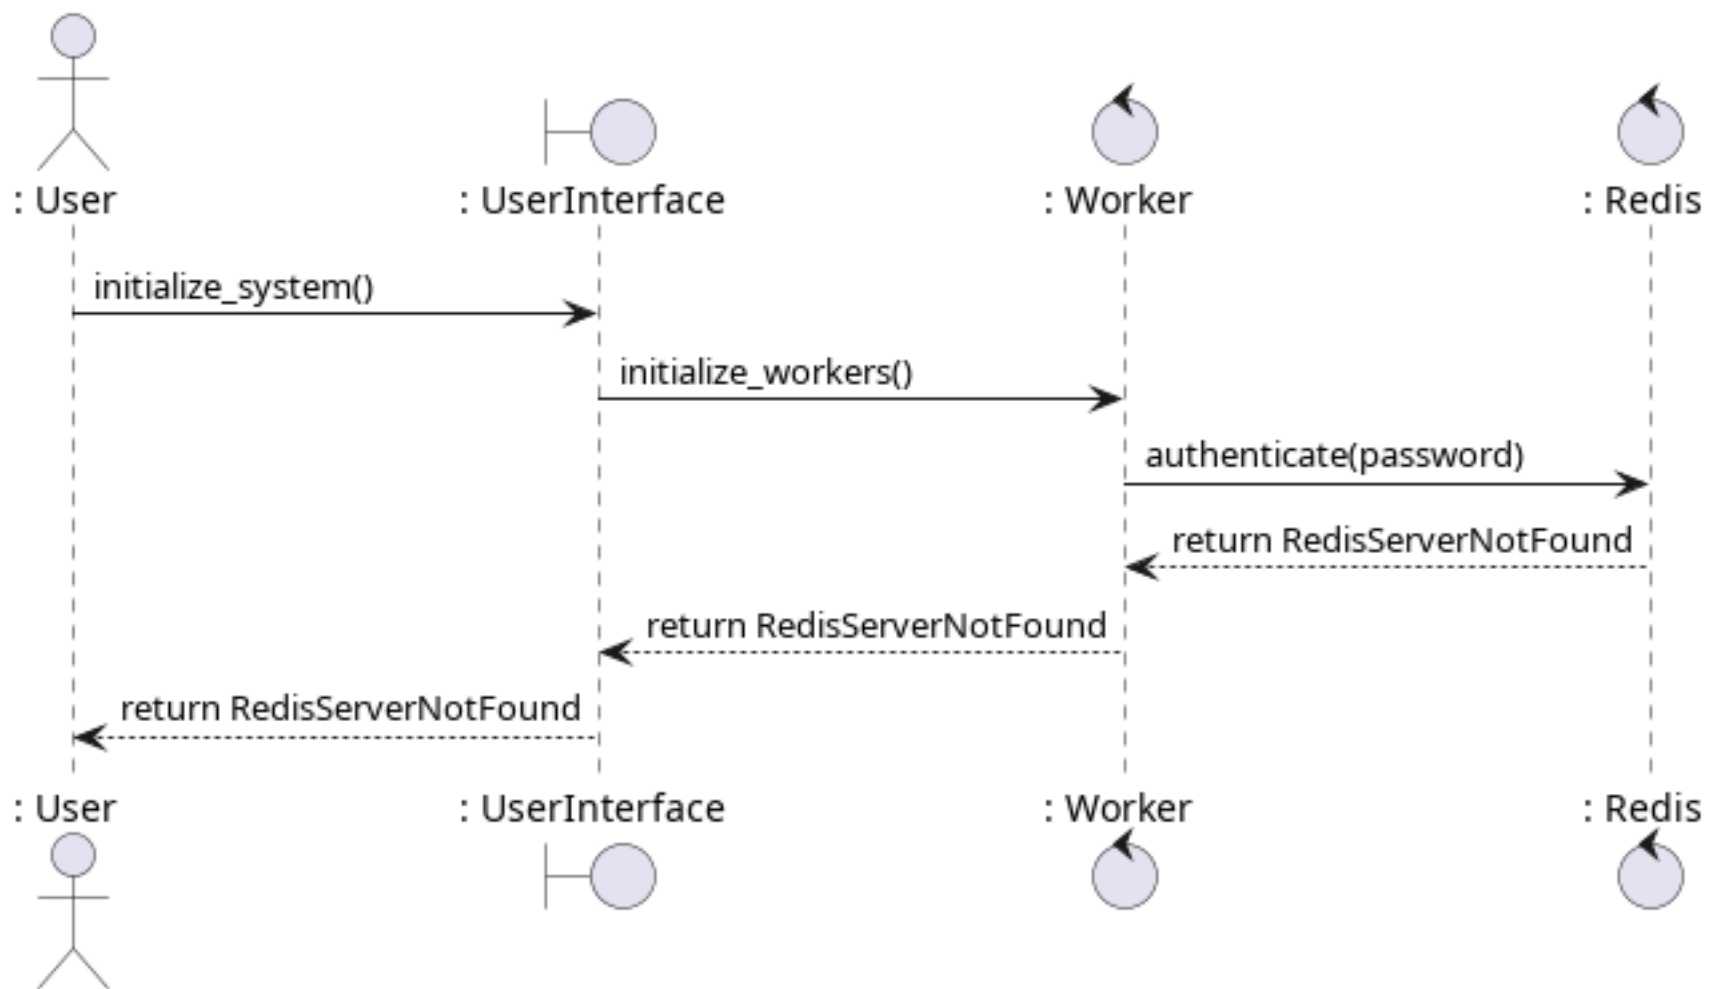 : User
: UserInterface
: Worker
: Redis
initialize_system()
initialize_workers()
authenticate(password)
return RedisServerNotFound
return RedisServerNotFound
return RedisServerNotFound
: User
: UserInterface
: Worker
: Redis